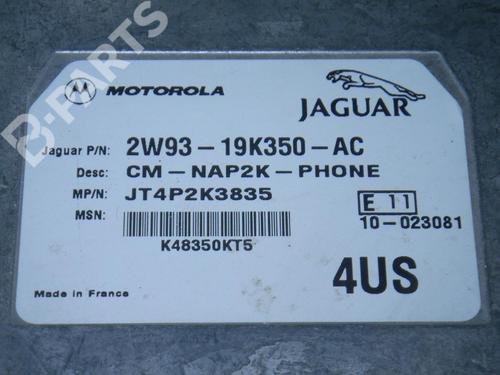 B-PARTS
MOTOROLA
JAGUAR
Jaguar P/N: 2W93-19K350-AC
Desc: CM-NAP2K-PHONE
MP/N: JT4P2K3835
E 11
MSN:
10-023081
K48350KT5
4US
Made in France